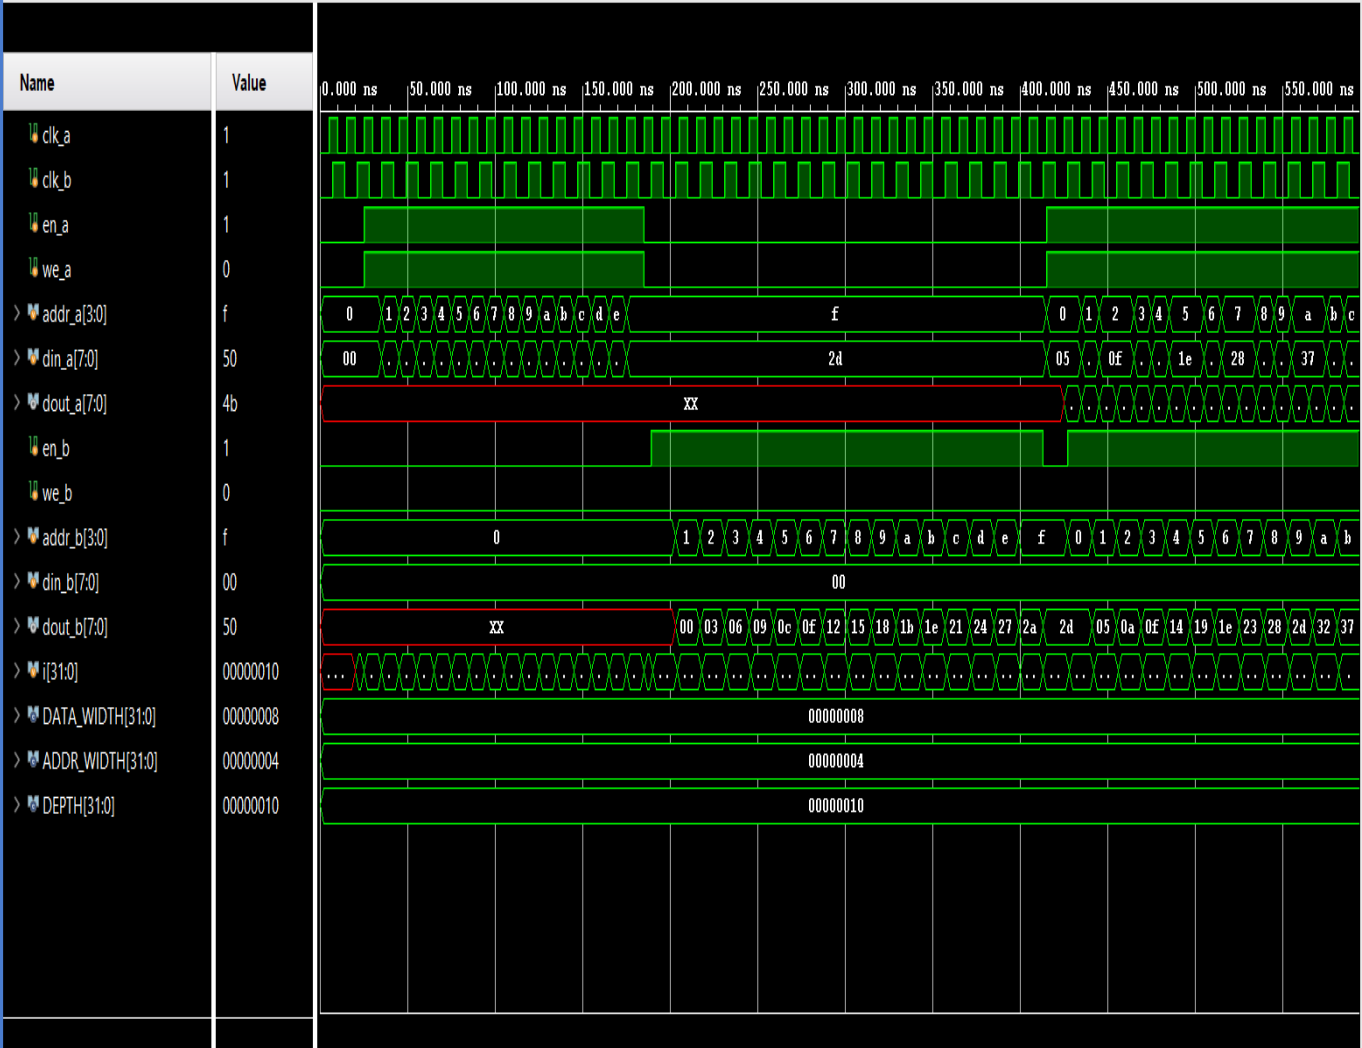 Name Value
0.000 ns 50.000 ns 100.000 ns 150.000 ns 200.000 ns 250.000 ns 300.000 ns 350.000 ns 400.000 ns 450.000 ns 500.000 ns 550.000 ns
clk_a 1
clk_b 1
en_a 1
we_a 0
addr_a[3:0] f 0 1 2 3 4 5 6 7 8 9 a b c d e f 0 1 2 3 4 5 6 7 8 9 a b c
din_a[7:0] 50 00 . . . . . . . . . . . . . . 2d 05 . 0f . . 1e . 28 . . 37 . .
dout_a[7:0] 4b XX . . . . . . . . . . . . . . . . .
en_b 1
we_b 0
addr_b[3:0] f 0 1 2 3 4 5 6 7 8 9 a b c d e f 0 1 2 3 4 5 6 7 8 9 a b
din_b[7:0] 00 00
dout_b[7:0] 50 XX 00 03 06 09 0c 0f 12 15 18 1b 1e 21 24 27 2a 2d 05 0a 0f 14 19 1e 23 28 2d 32 37
i[31:0] 00000010 ...
DATA_WIDTH[31:0] 00000008 00000008
ADDR_WIDTH[31:0] 00000004 00000004
DEPTH[31:0] 00000010 00000010